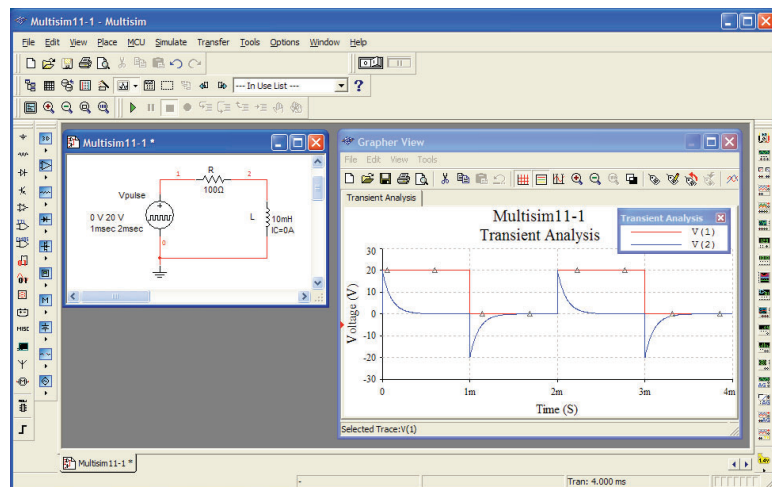 Multisim11-1 - Multisim
File Edit View Place MCU Simulate Transfer Tools Options Window Help
--- In Use List ---
Multisim11-1 *
1 R 2
100Ω
Vpulse
0 V 20 V
1msec 2msec
L 10mH
IC=0A
0
Grapher View
File Edit View Tools
Transient Analysis
Multisim11-1
Transient Analysis
Transient Analysis
V(1)
V(2)
Voltage (V)
30
20
10
0
-10
-20
-30
0 1m 2m 3m 4m
Time (S)
Selected Trace:V(1)
MISC
Multisim11-1 *
- Tran: 4.000 ms